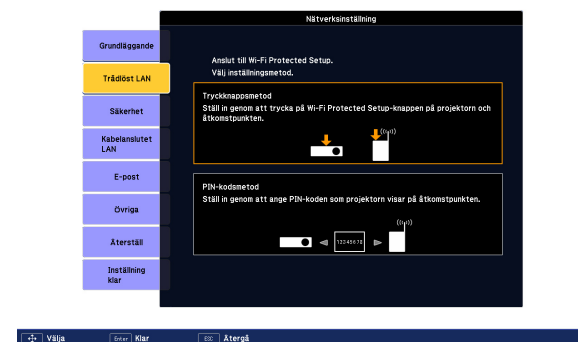 Nätverksinställning
Grundläggande
Trådlöst LAN
Säkerhet
Kabelanslutet
LAN
E-post
Övriga
Återställ
Inställning
klar
Anslut till Wi-Fi Protected Setup.
Välj inställningsmetod.
Tryckknappsmetod
Ställ in genom att trycka på Wi-Fi Protected Setup-knappen på projektorn och
åtkomstpunkten.
PIN-kodsmetod
Ställ in genom att ange PIN-koden som projektorn visar på åtkomstpunkten.
12345678
Välja
Enter Klar
ESC Återgå